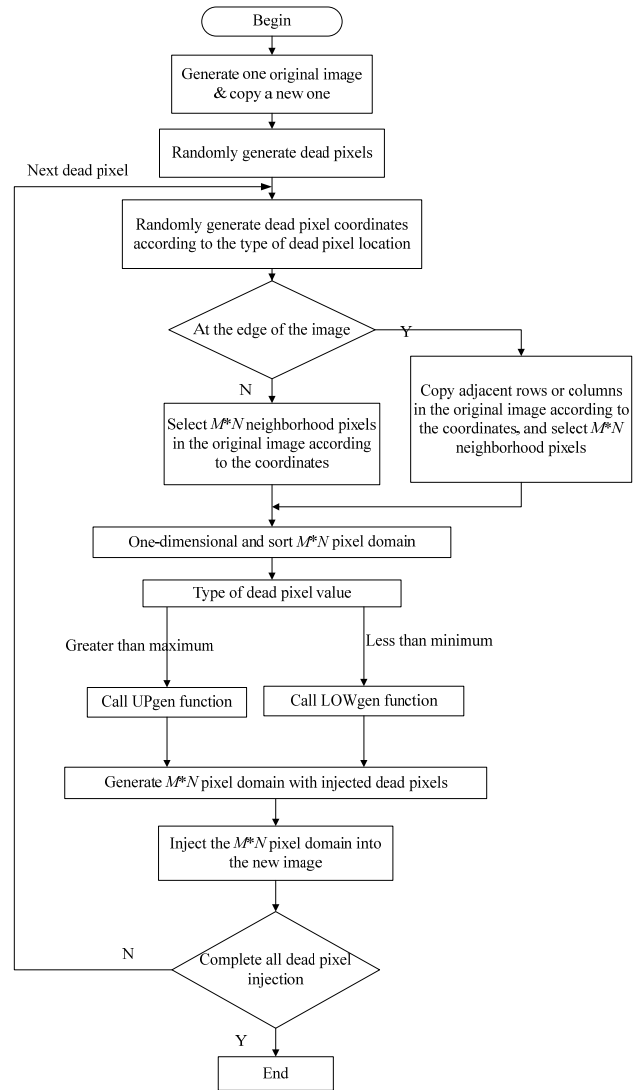 Begin
Generate one original image
& copy a new one
Randomly generate dead pixels
Next dead pixel
Randomly generate dead pixel coordinates
according to the type of dead pixel location
At the edge of the image
Y
N
Select M*N neighborhood pixels
in the original image according
to the coordinates
Copy adjacent rows or columns
in the original image according to
the coordinates, and select M*N
neighborhood pixels
One-dimensional and sort M*N pixel domain
Type of dead pixel value
Greater than maximum
Less than minimum
Call UPgen function
Call LOWgen function
Generate M*N pixel domain with injected dead pixels
Inject the M*N pixel domain into
the new image
N
Complete all dead pixel
injection
Y
End